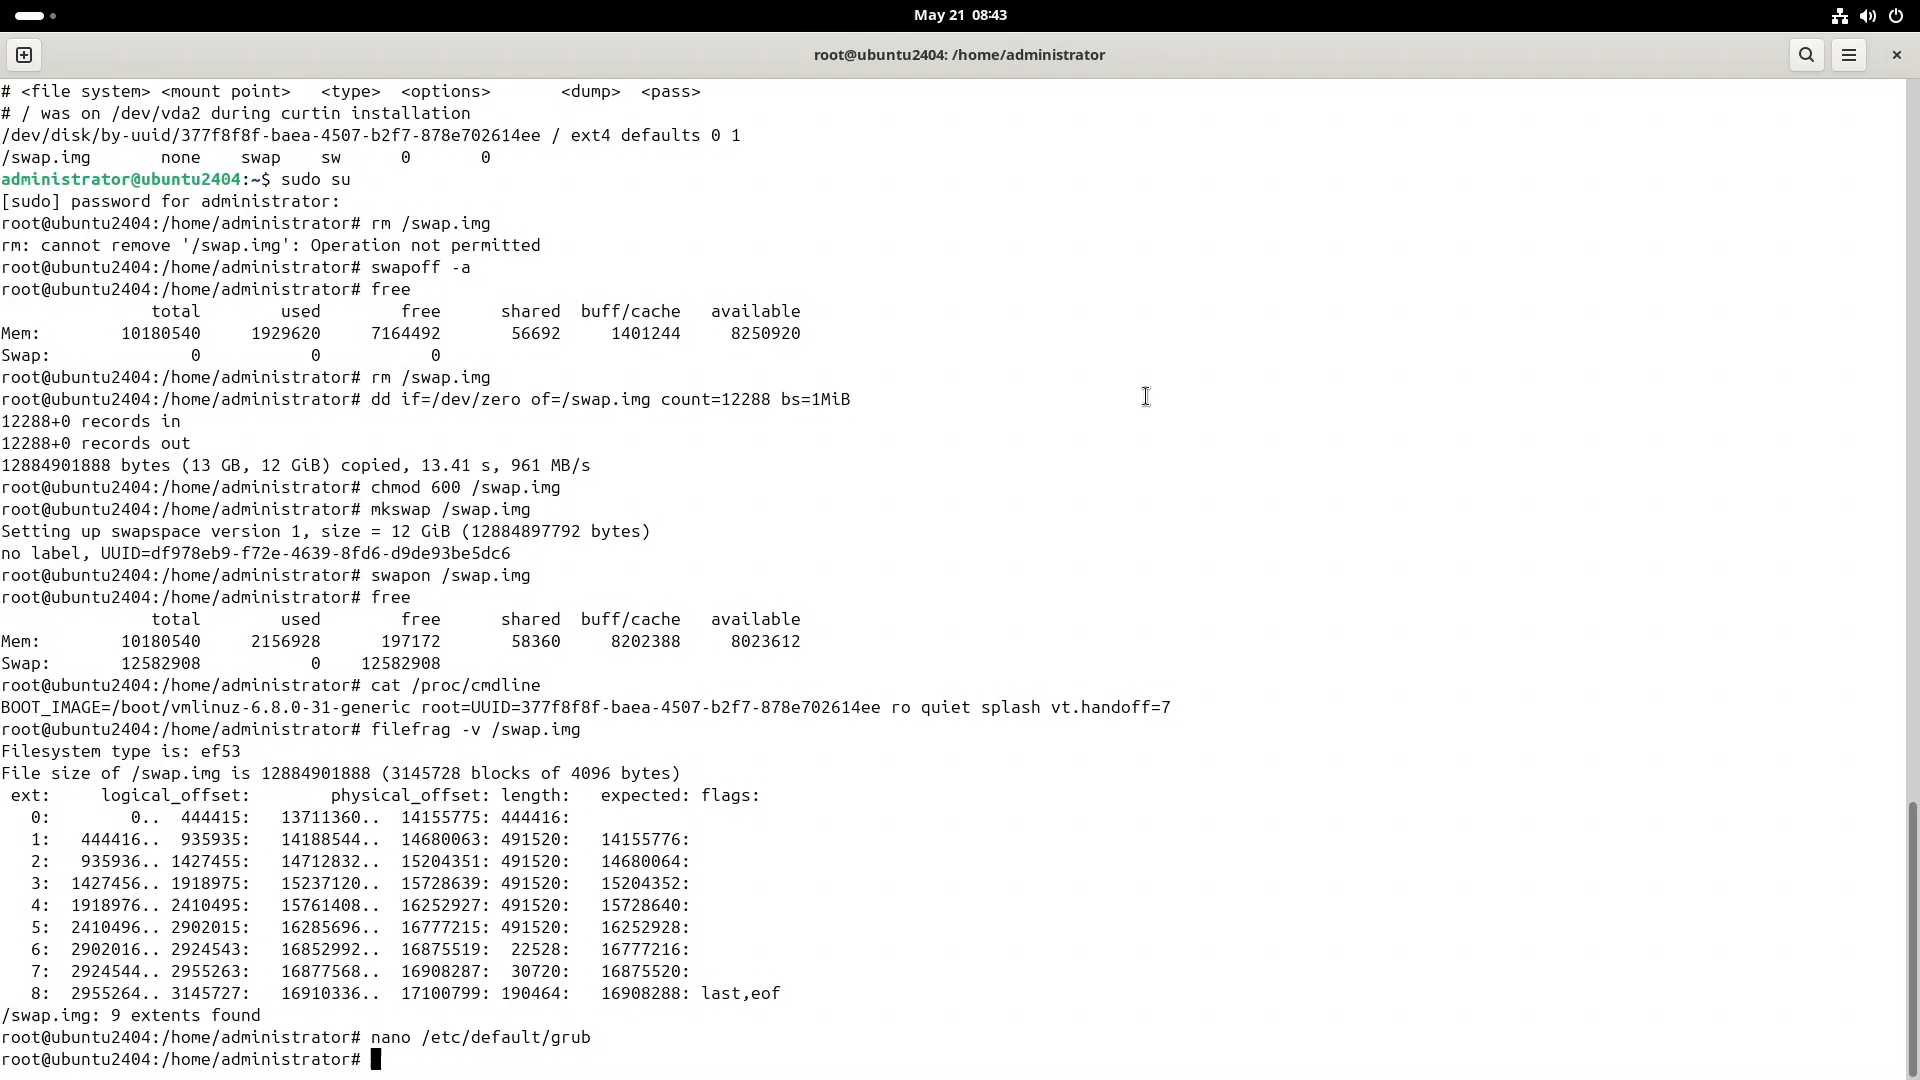 May 21  08:43
root@ubuntu2404: /home/administrator
# <file system> <mount point>   <type>  <options>       <dump>  <pass>
# / was on /dev/vda2 during curtin installation
/dev/disk/by-uuid/377f8f8f-baea-4507-b2f7-878e702614ee / ext4 defaults 0 1
/swap.img       none    swap    sw      0       0
administrator@ubuntu2404:~$ sudo su
[sudo] password for administrator:
root@ubuntu2404:/home/administrator# rm /swap.img
rm: cannot remove '/swap.img': Operation not permitted
root@ubuntu2404:/home/administrator# swapoff -a
root@ubuntu2404:/home/administrator# free
               total        used        free      shared  buff/cache   available
Mem:        10180540     1929620     7164492       56692     1401244     8250920
Swap:              0           0           0
root@ubuntu2404:/home/administrator# rm /swap.img
root@ubuntu2404:/home/administrator# dd if=/dev/zero of=/swap.img count=12288 bs=1MiB
12288+0 records in
12288+0 records out
12884901888 bytes (13 GB, 12 GiB) copied, 13.41 s, 961 MB/s
root@ubuntu2404:/home/administrator# chmod 600 /swap.img
root@ubuntu2404:/home/administrator# mkswap /swap.img
Setting up swapspace version 1, size = 12 GiB (12884897792 bytes)
no label, UUID=df978eb9-f72e-4639-8fd6-d9de93be5dc6
root@ubuntu2404:/home/administrator# swapon /swap.img
root@ubuntu2404:/home/administrator# free
               total        used        free      shared  buff/cache   available
Mem:        10180540     2156928      197172       58360     8202388     8023612
Swap:       12582908           0    12582908
root@ubuntu2404:/home/administrator# cat /proc/cmdline
BOOT_IMAGE=/boot/vmlinuz-6.8.0-31-generic root=UUID=377f8f8f-baea-4507-b2f7-878e702614ee ro quiet splash vt.handoff=7
root@ubuntu2404:/home/administrator# filefrag -v /swap.img
Filesystem type is: ef53
File size of /swap.img is 12884901888 (3145728 blocks of 4096 bytes)
 ext:     logical_offset:        physical_offset: length:   expected: flags:
   0:        0..  444415:   13711360..  14155775: 444416:
   1:   444416..  935935:   14188544..  14680063: 491520:   14155776:
   2:   935936.. 1427455:   14712832..  15204351: 491520:   14680064:
   3:  1427456.. 1918975:   15237120..  15728639: 491520:   15204352:
   4:  1918976.. 2410495:   15761408..  16252927: 491520:   15728640:
   5:  2410496.. 2902015:   16285696..  16777215: 491520:   16252928:
   6:  2902016.. 2924543:   16852992..  16875519:  22528:   16777216:
   7:  2924544.. 2955263:   16877568..  16908287:  30720:   16875520:
   8:  2955264.. 3145727:   16910336..  17100799: 190464:   16908288: last,eof
/swap.img: 9 extents found
root@ubuntu2404:/home/administrator# nano /etc/default/grub
root@ubuntu2404:/home/administrator#